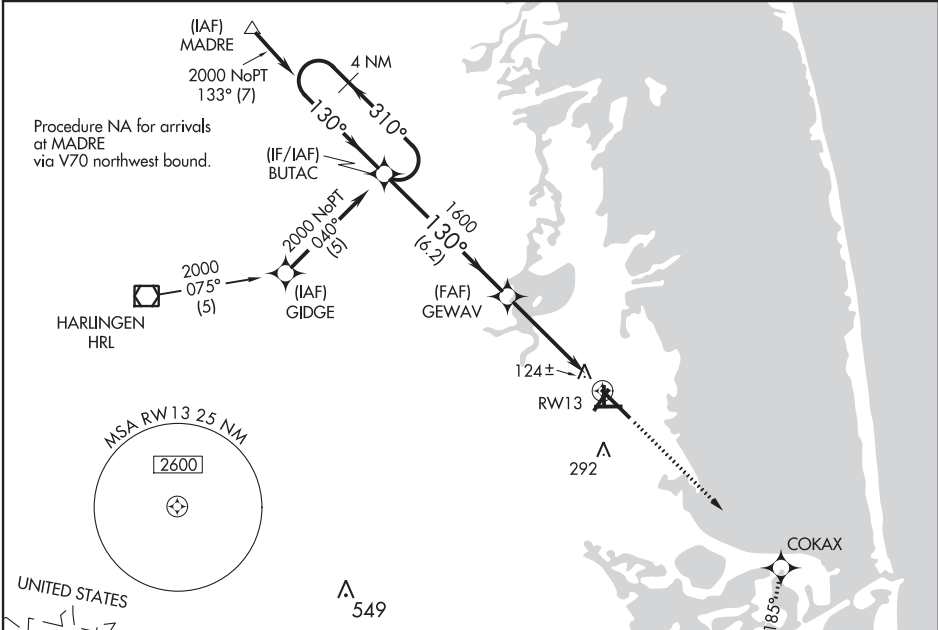 (IAF)
MADRE
2000 NoPT
133° (7)
4 NM
130°
310°
Procedure NA for arrivals
at MADRE
via V70 northwest bound.
(IF/IAF)
BUTAC
2000 NoPT
040°
(5)
1600
130°
(6.2)
2000
075°
(5)
(IAF)
GIDGE
(FAF)
GEWAV
HARLINGEN
HRL
124±
RW13
MSA RW13 25 NM
2600
292
COKAX
185°
UNITED STATES
549